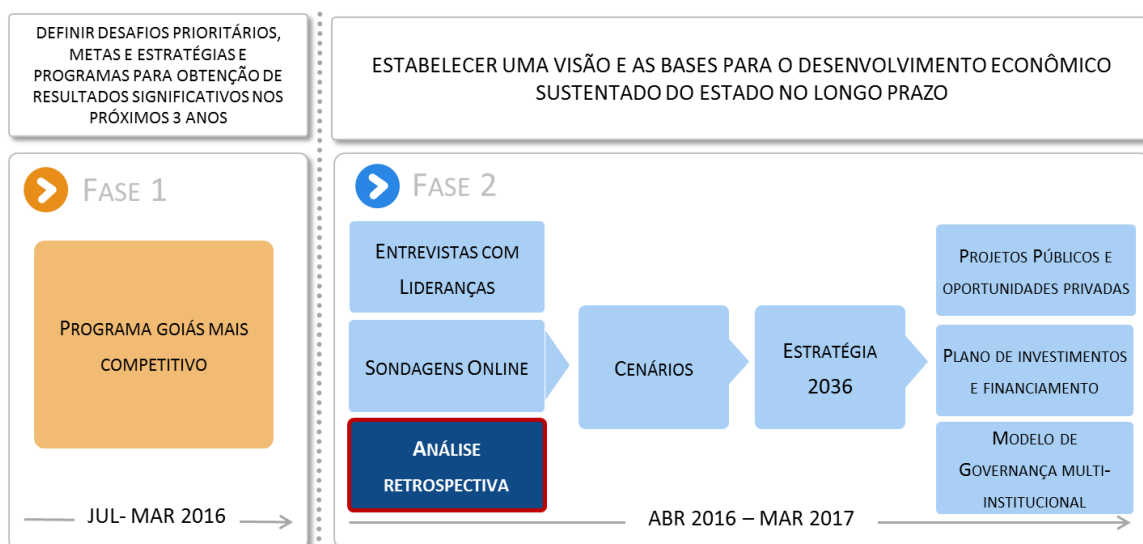 DEFINIR DESAFIOS PRIORITÁRIOS,
METAS E ESTRATÉGIAS E
PROGRAMAS PARA OBTENÇÃO DE
RESULTADOS SIGNIFICATIVOS NOS
PRÓXIMOS 3 ANOS
ESTABELECER UMA VISÃO E AS BASES PARA O DESENVOLVIMENTO ECONÔMICO
SUSTENTADO DO ESTADO NO LONGO PRAZO
FASE 1
PROGRAMA GOIÁS MAIS
COMPETITIVO
JUL- MAR 2016
FASE 2
ENTREVISTAS COM
LIDERANÇAS
SONDAGENS ONLINE
ANÁLISE
RETROSPECTIVA
CENÁRIOS
ESTRATÉGIA
2036
PROJETOS PÚBLICOS E
OPORTUNIDADES PRIVADAS
PLANO DE INVESTIMENTOS
E FINANCIAMENTO
MODELO DE
GOVERNANÇA MULTI-
INSTITUCIONAL
ABR 2016 – MAR 2017